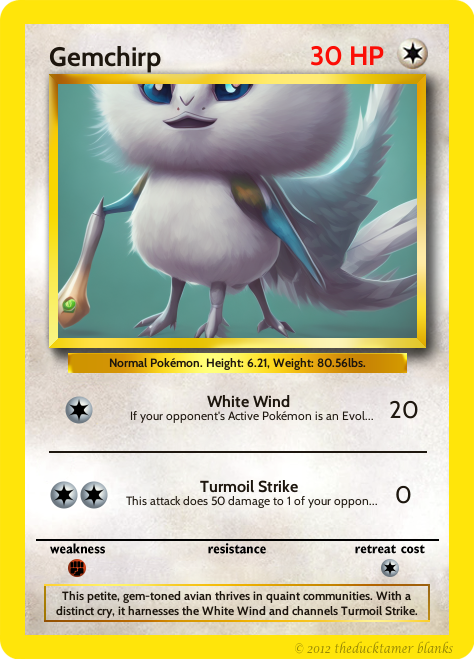 Gemchirp
30 HP
Normal Pokémon. Height: 6.21, Weight: 80.56lbs.
White Wind
If your opponent's Active Pokémon is an Evol...
20
Turmoil Strike
This attack does 50 damage to 1 of your oppon...
0
weakness
resistance
retreat cost
This petite, gem-toned avian thrives in quaint communities. With a
distinct cry, it harnesses the White Wind and channels Turmoil Strike.
© 2012 theducktamer blanks